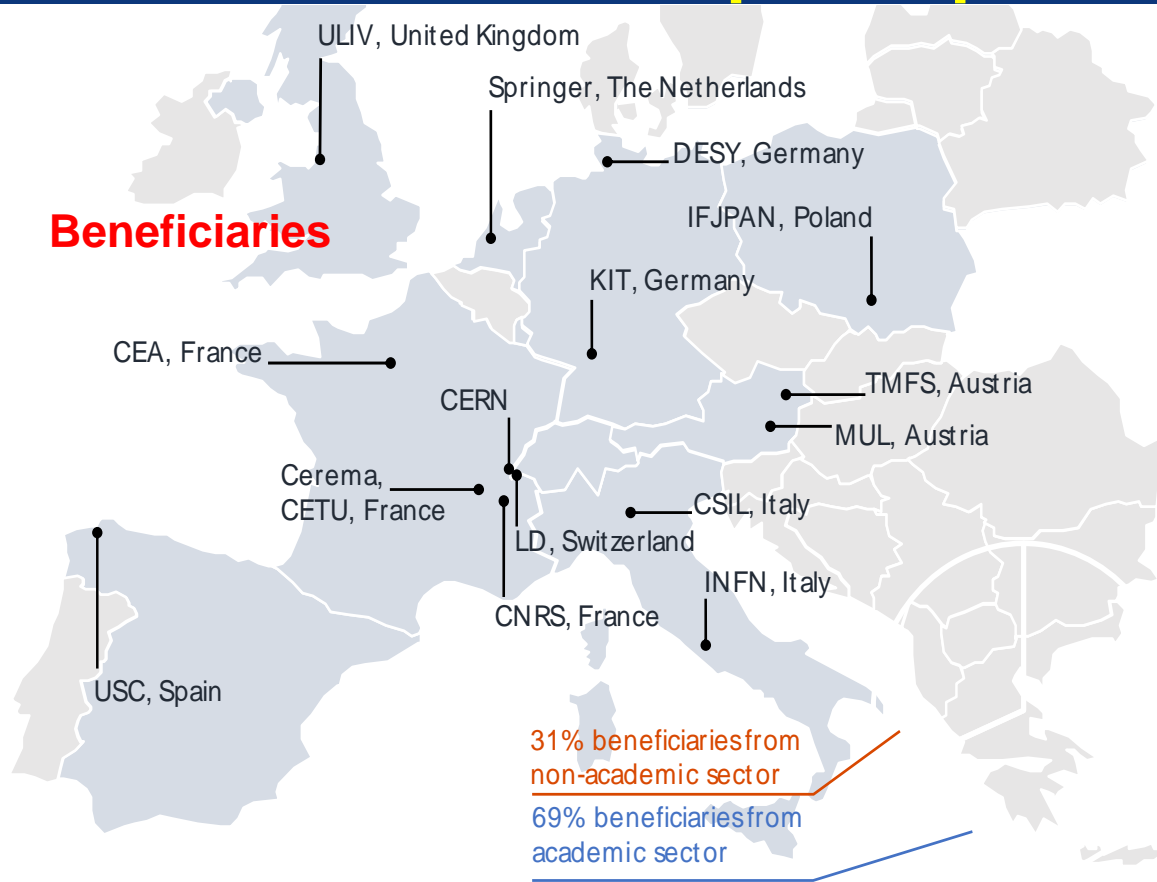 ULIV, United Kingdom
Springer, The Netherlands
DESY, Germany
IFJPAN, Poland
Beneficiaries
KIT, Germany
CEA, France
TMFS, Austria
CERN
MUL, Austria
Cerema,
CETU, France
CSIL, Italy
LD, Switzerland
INFN, Italy
CNRS, France
USC, Spain
31% beneficiaries from
non-academic sector
69% beneficiaries from
academic sector